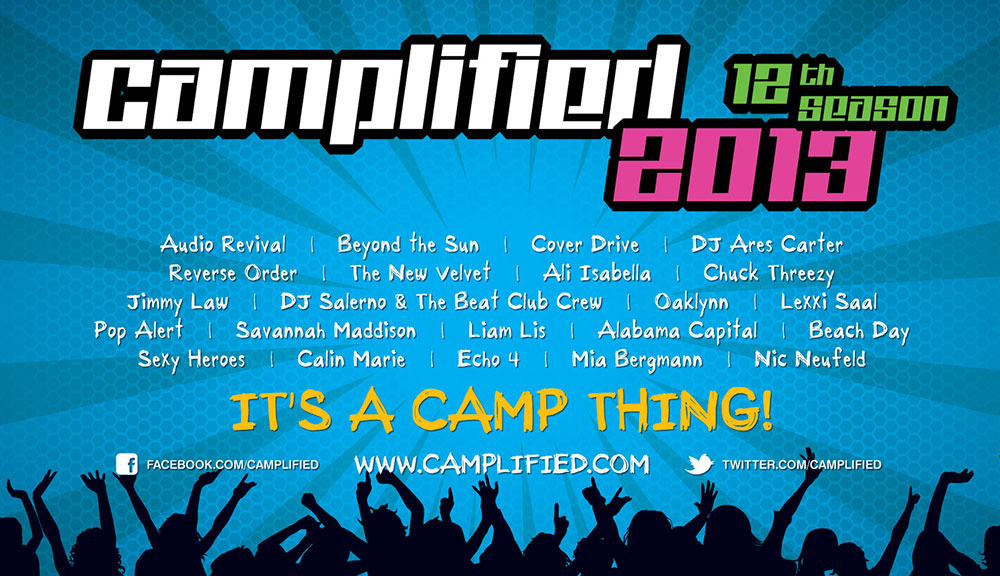 camplified
12th season
2013
Audio Revival | Beyond the Sun | Cover Drive | DJ Ares Carter
Reverse Order | The New Velvet | Ali Isabella | Chuck Threezy
Jimmy Law | DJ Salerno & The Beat Club Crew | Oaklynn | Lexxi Saal
Pop Alert | Savannah Maddison | Liam Lis | Alabama Capital | Beach Day
Sexy Heroes | Calin Marie | Echo 4 | Mia Bergmann | Nic Neufeld
IT'S A CAMP THING!
FACEBOOK.COM/CAMPLIFIED WWW.CAMPLIFIED.COM TWITTER.COM/CAMPLIFIED